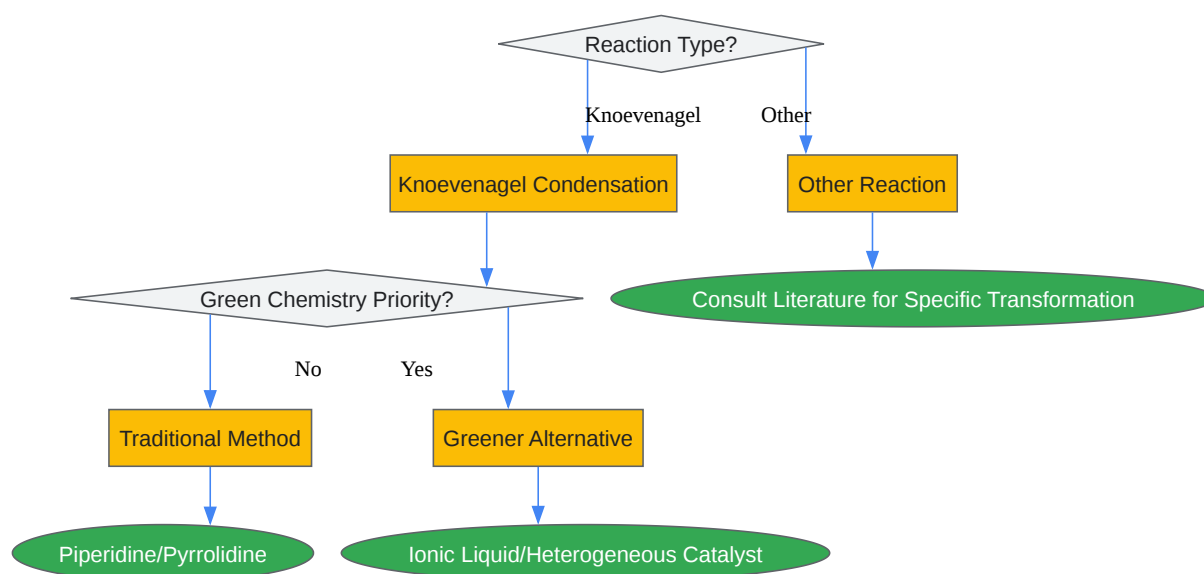 Reaction Type?
Knoevenagel
Other
Knoevenagel Condensation
Other Reaction
Green Chemistry Priority?
Consult Literature for Specific Transformation
No
Yes
Traditional Method
Greener Alternative
Piperidine/Pyrrolidine
Ionic Liquid/Heterogeneous Catalyst